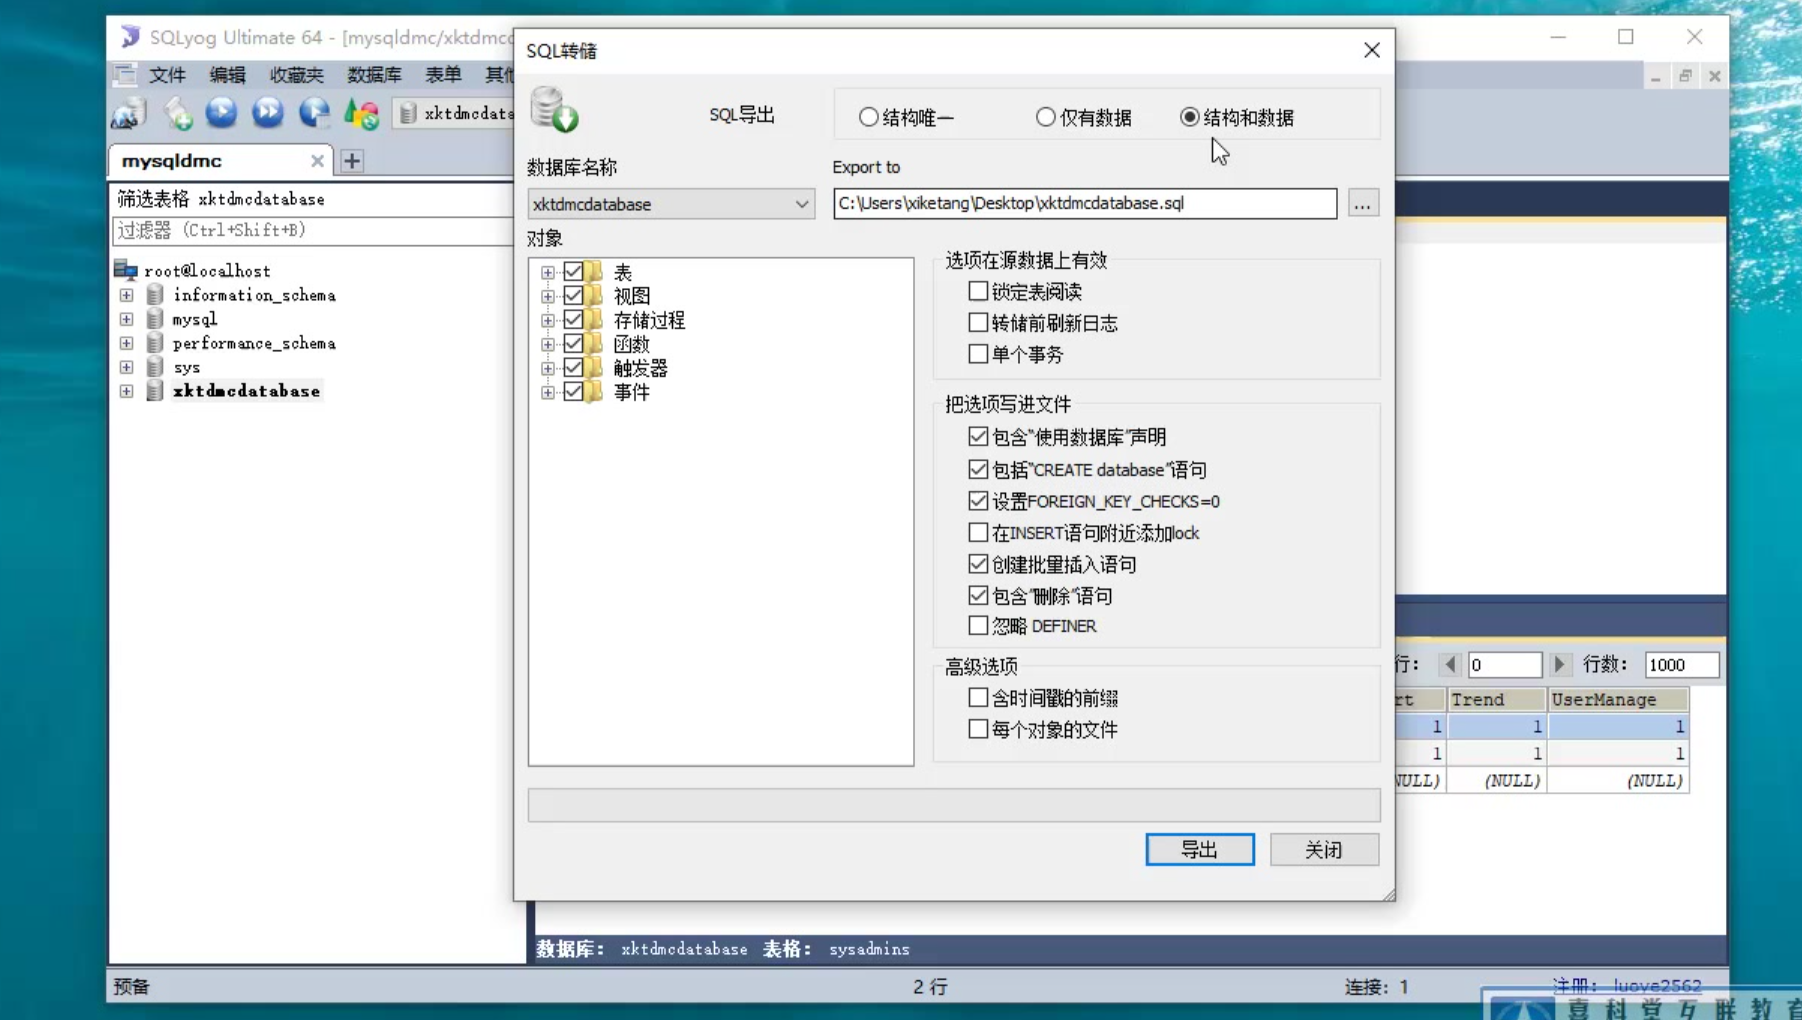 SQLyog Ultimate 64 - [mysqldmc/xktdmc
文件 编辑 收藏夹 数据库 表单 其他
xktdmcdata
mysqldmc
筛选表格 xktdmcdatabase
过滤器 (Ctrl+Shift+B)
root@localhost
information_schema
mysql
performance_schema
sys
xktdmcdatabase
SQL转储
SQL导出
结构唯一 仅有数据 结构和数据
数据库名称
Export to
xktdmcdatabase
C:\Users\xiketang\Desktop\xktdmcdatabase.sql
...
对象
表
视图
存储过程
函数
触发器
事件
选项在源数据上有效
锁定表阅读
转储前刷新日志
单个事务
把选项写进文件
包含"使用数据库"声明
包括"CREATE database"语句
设置FOREIGN_KEY_CHECKS=0
在INSERT语句附近添加lock
创建批量插入语句
包含"删除"语句
忽略 DEFINER
高级选项
含时间戳的前缀
每个对象的文件
导出 关闭
行: 0 行数: 1000
rt Trend UserManage
1 1 1
1 1 1
NULL) (NULL) (NULL)
数据库: xktdmcdatabase 表格: sysadmins
预备 2 行 连接: 1 注册: luoye2562
喜科堂互联教育